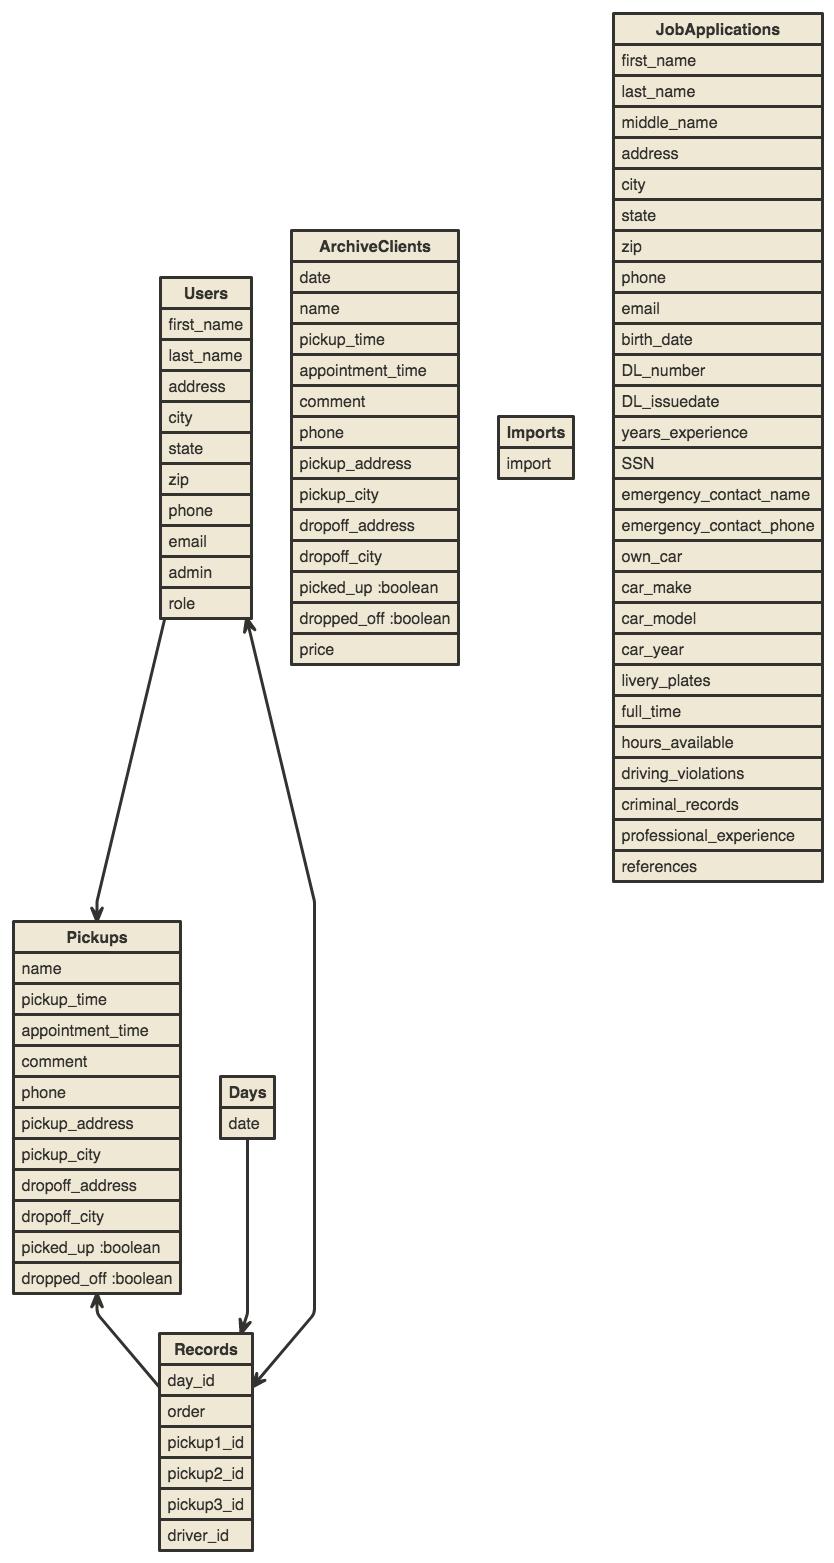 JobApplications
first_name
last_name
middle_name
address
city
state
zip
phone
email
birth_date
DL_number
DL_issuedate
years_experience
SSN
emergency_contact_name
emergency_contact_phone
own_car
car_make
car_model
car_year
livery_plates
full_time
hours_available
driving_violations
criminal_records
professional_experience
references
ArchiveClients
date
name
pickup_time
appointment_time
comment
phone
pickup_address
pickup_city
dropoff_address
dropoff_city
picked_up :boolean
dropped_off :boolean
price
Users
first_name
last_name
address
city
state
zip
phone
email
admin
role
Imports
import
Pickups
name
pickup_time
appointment_time
comment
phone
pickup_address
pickup_city
dropoff_address
dropoff_city
picked_up :boolean
dropped_off :boolean
Days
date
Records
day_id
order
pickup1_id
pickup2_id
pickup3_id
driver_id